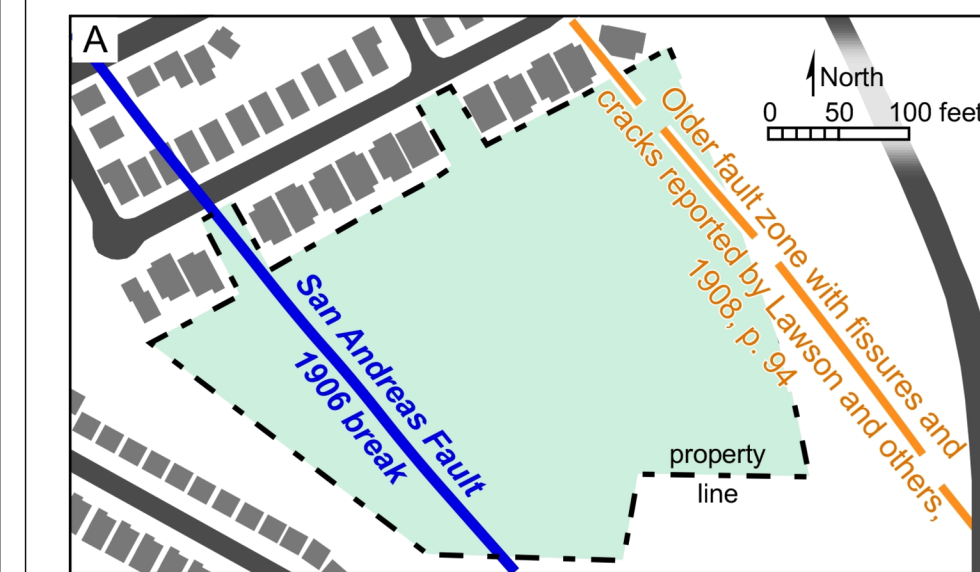 A
North
0 50 100 feet
Older fault zone with fissures and
cracks reported by Lawson and others,
1908, p. 94
San Andreas Fault
1906 break
property
line